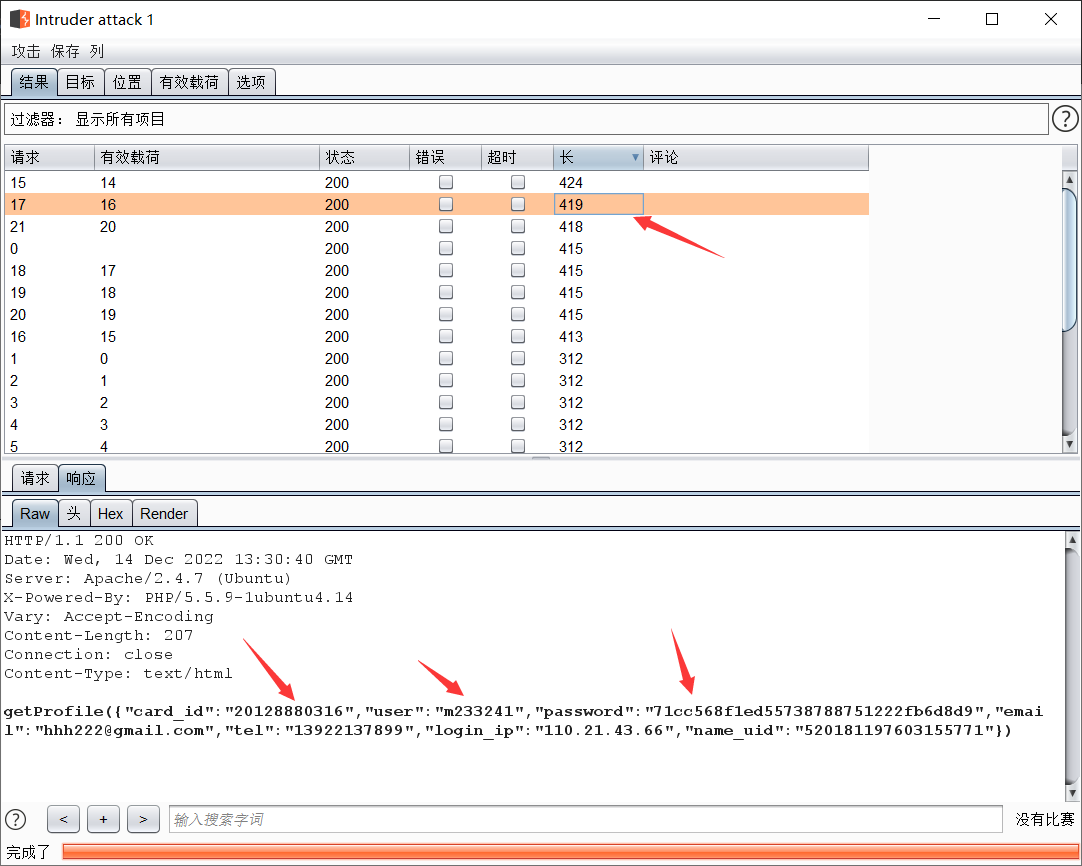 Intruder attack 1
攻击 保存 列
结果 目标 位置 有效载荷 选项
过滤器： 显示所有项目 ?
请求 有效载荷 状态 错误 超时 长 评论
15 14 200 424
17 16 200 419
21 20 200 418
0 200 415
18 17 200 415
19 18 200 415
20 19 200 415
16 15 200 413
1 0 200 312
2 1 200 312
3 2 200 312
4 3 200 312
5 4 200 312
请求 响应
Raw 头 Hex Render
HTTP/1.1 200 OK
Date: Wed, 14 Dec 2022 13:30:40 GMT
Server: Apache/2.4.7 (Ubuntu)
X-Powered-By: PHP/5.5.9-1ubuntu4.14
Vary: Accept-Encoding
Content-Length: 207
Connection: close
Content-Type: text/html
getProfile({"card_id":"20128880316","user":"m233241","password":"71cc568f1ed55738788751222fb6d8d9","emai
l":"hhh222@gmail.com","tel":"13922137899","login_ip":"110.21.43.66","name_uid":"520181197603155771"})
? < + > 输入搜索字词 没有比赛
完成了